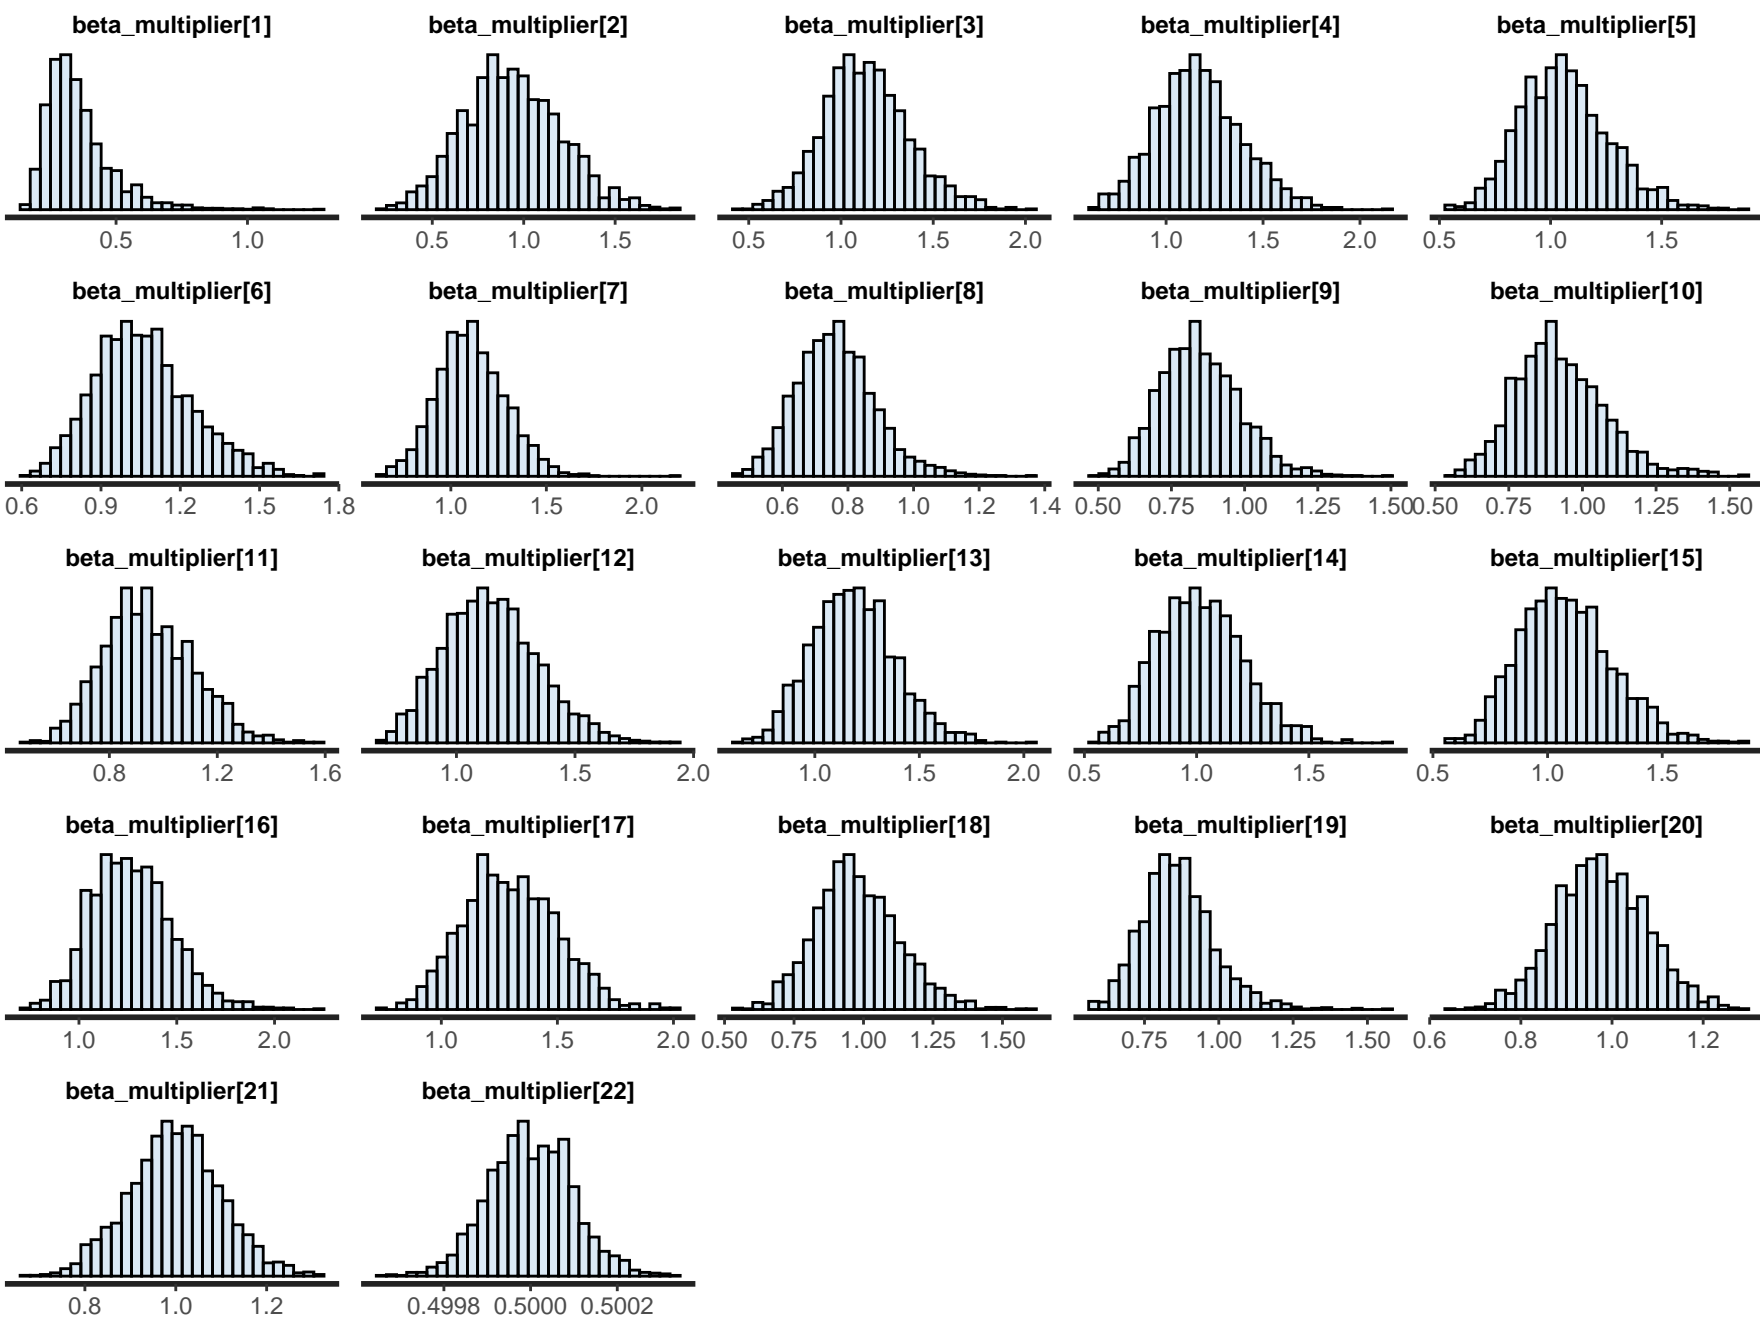 beta_multiplier[1] beta_multiplier[2] beta_multiplier[3] beta_multiplier[4] beta_multiplier[5]
0.5 1.0 0.5 1.0 1.5 0.5 1.0 1.5 2.0 1.0 1.5 2.0 0.5 1.0 1.5
beta_multiplier[6] beta_multiplier[7] beta_multiplier[8] beta_multiplier[9] beta_multiplier[10]
0.6 0.9 1.2 1.5 1.8 1.0 1.5 2.0 0.6 0.8 1.0 1.2 1.4 0.50 0.75 1.00 1.25 1.50 0.50 0.75 1.00 1.25 1.50
beta_multiplier[11] beta_multiplier[12] beta_multiplier[13] beta_multiplier[14] beta_multiplier[15]
0.8 1.2 1.6 1.0 1.5 2.0 1.0 1.5 2.0 0.5 1.0 1.5 0.5 1.0 1.5
beta_multiplier[16] beta_multiplier[17] beta_multiplier[18] beta_multiplier[19] beta_multiplier[20]
1.0 1.5 2.0 1.0 1.5 2.0 0.50 0.75 1.00 1.25 1.50 0.75 1.00 1.25 1.50 0.6 0.8 1.0 1.2
beta_multiplier[21] beta_multiplier[22]
0.8 1.0 1.2 0.4998 0.5000 0.5002